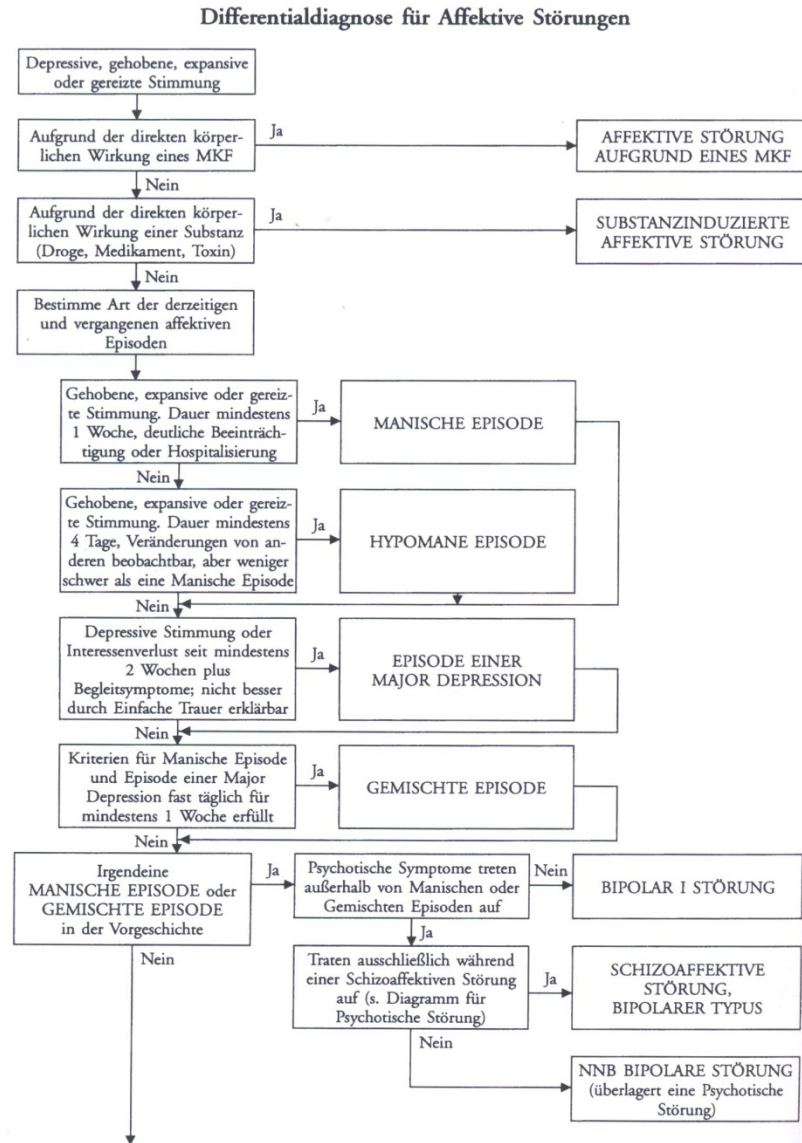 Differentialdiagnose für Affektive Störungen
Depressive, gehobene, expansive
oder gereizte Stimmung
Aufgrund der direkten körper-
lichen Wirkung eines MKF
Ja
AFFEKTIVE STÖRUNG
AUFGRUND EINES MKF
Nein
Aufgrund der direkten körper-
lichen Wirkung einer Substanz
(Droge, Medikament, Toxin)
Ja
SUBSTANZINDUZIERTE
AFFEKTIVE STÖRUNG
Nein
Bestimme Art der derzeitigen
und vergangenen affektiven
Episoden
Gehobene, expansive oder gereiz-
te Stimmung. Dauer mindestens
1 Woche, deutliche Beeinträch-
tigung oder Hospitalisierung
Ja
MANISCHE EPISODE
Nein
Gehobene, expansive oder gereiz-
te Stimmung. Dauer mindestens
4 Tage, Veränderungen von an-
deren beobachtbar, aber weniger
schwer als eine Manische Episode
Ja
HYPOMANE EPISODE
Nein
Depressive Stimmung oder
Interessenverlust seit mindestens
2 Wochen plus
Begleitsymptome; nicht besser
durch Einfache Trauer erklärbar
Ja
EPISODE EINER
MAJOR DEPRESSION
Nein
Kriterien für Manische Episode
und Episode einer Major
Depression fast täglich für
mindestens 1 Woche erfüllt
Ja
GEMISCHTE EPISODE
Nein
Irgendeine
MANISCHE EPISODE oder
GEMISCHTE EPISODE
in der Vorgeschichte
Ja
Psychotische Symptome treten
außerhalb von Manischen oder
Gemischten Episoden auf
Nein
BIPOLAR I STÖRUNG
Ja
Nein
Traten ausschließlich während
einer Schizoaffektiven Störung
auf (s. Diagramm für
Psychotische Störung)
Ja
SCHIZOAFFEKTIVE
STÖRUNG,
BIPOLARER TYPUS
Nein
NNB BIPOLARE STÖRUNG
(überlagert eine Psychotische
Störung)